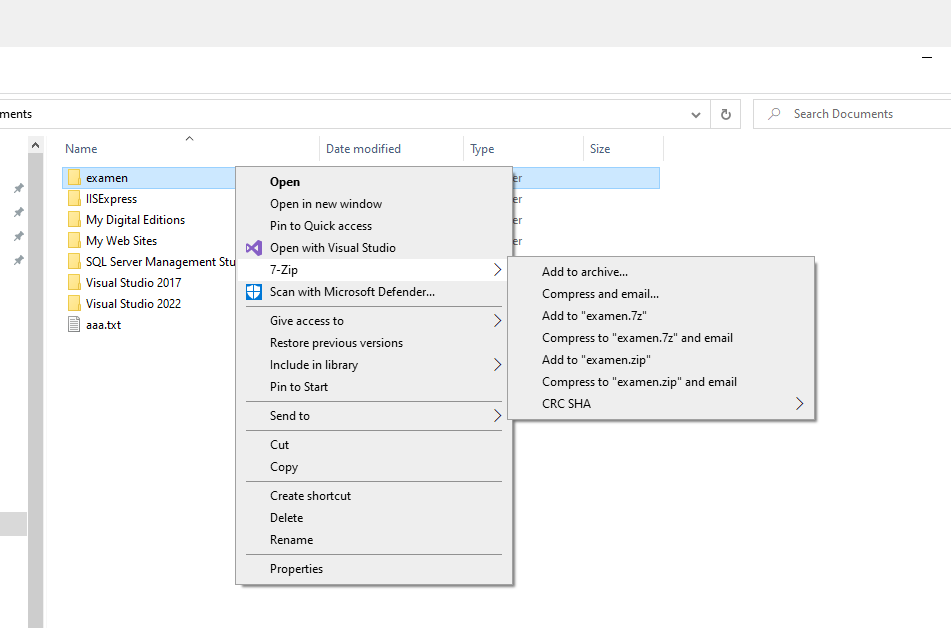 ments
Search Documents
Name Date modified Type Size
examen
IISExpress
My Digital Editions
My Web Sites
SQL Server Management Stu
Visual Studio 2017
Visual Studio 2022
aaa.txt
er
er
er
er
Open
Open in new window
Pin to Quick access
Open with Visual Studio
7-Zip
Scan with Microsoft Defender...
Give access to
Restore previous versions
Include in library
Pin to Start
Send to
Cut
Copy
Create shortcut
Delete
Rename
Properties
Add to archive...
Compress and email...
Add to "examen.7z"
Compress to "examen.7z" and email
Add to "examen.zip"
Compress to "examen.zip" and email
CRC SHA